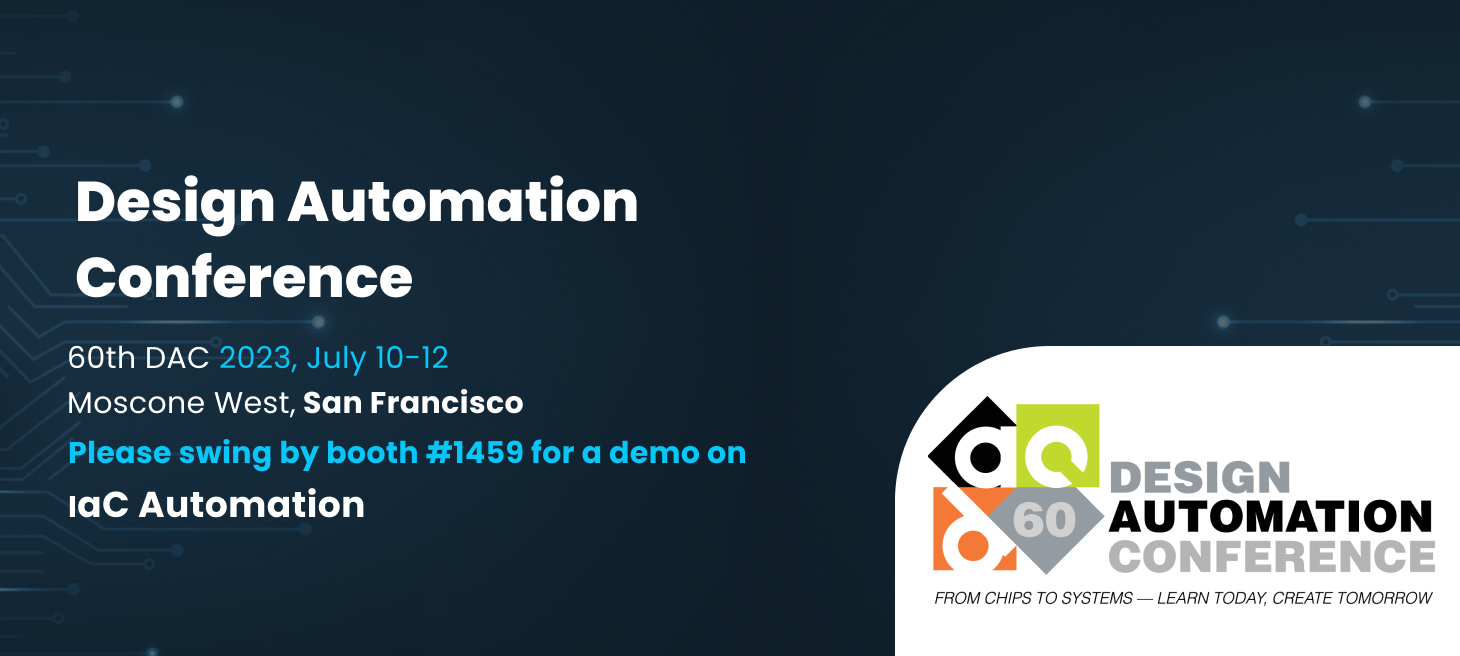 Design Automation
Conference
60th DAC 2023, July 10-12
Moscone West, San Francisco
Please swing by booth #1459 for a demo on
IaC Automation
60
DESIGN
AUTOMATION
CONFERENCE
FROM CHIPS TO SYSTEMS — LEARN TODAY, CREATE TOMORROW